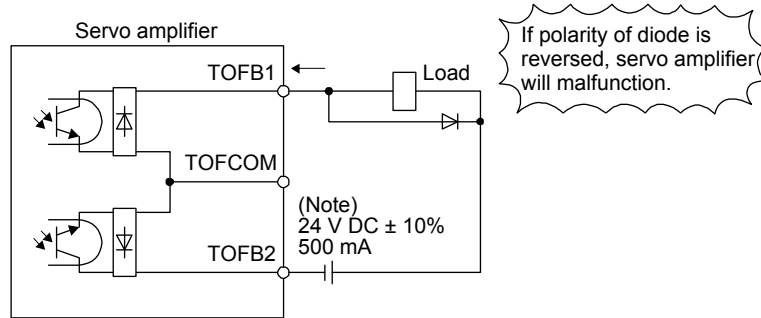 Servo amplifier
TOFB1
Load
If polarity of diode is
reversed, servo amplifier
will malfunction.
TOFCOM
(Note)
24 V DC ± 10%
500 mA
TOFB2